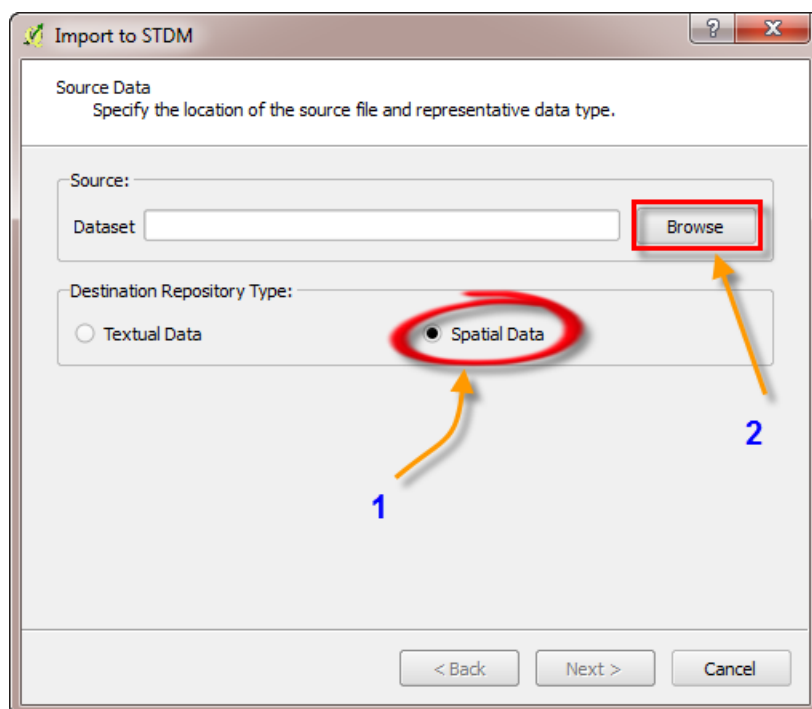 Import to STDM
Source Data
Specify the location of the source file and representative data type.
Source:
Dataset
Browse
Destination Repository Type:
Textual Data
Spatial Data
2
1
< Back
Next >
Cancel